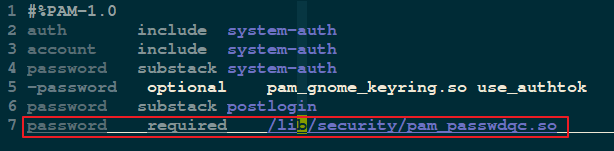 1 #%PAM-1.0
2 auth include system-auth
3 account include system-auth
4 password substack system-auth
5 -password optional pam_gnome_keyring.so use_authtok
6 password substack postlogin
7 password required /lib/security/pam_passwdqc.so